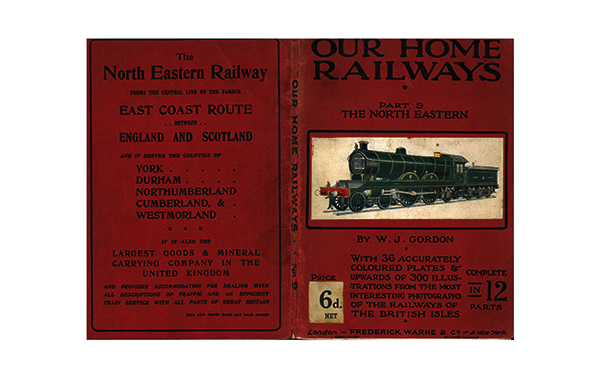 The
North Eastern Railway
FORMS THE CENTRAL LINE OF THE FAMOUS
EAST COAST ROUTE
. . BETWEEN . .
ENGLAND AND SCOTLAND
AND IT SERVES THE COUNTIES OF
YORK . . . . . .
DURHAM . . . . .
NORTHUMBERLAND
CUMBERLAND, & .
WESTMORLAND .
IT IS ALSO THE
LARGEST GOODS & MINERAL
CARRYING COMPANY IN THE
UNITED KINGDOM
AND PROVIDES ACCOMMODATION FOR DEALING WITH
ALL DESCRIPTIONS OF TRAFFIC AND AN EFFICIENT
TRAIN SERVICE WITH ALL PARTS OF GREAT BRITAIN
OUR HOME RAILWAYS
OUR HOME
RAILWAYS
PART 9
THE NORTH EASTERN
BY W. J. GORDON
WITH 36 ACCURATELY
COLOURED PLATES &
UPWARDS OF 300 ILLUS-
TRATIONS FROM THE MOST
INTERESTING PHOTOGRAPHS
OF THE RAILWAYS OF
THE BRITISH ISLES
PRICE
6d.
NET
COMPLETE
IN 12
PARTS
London FREDERICK WARNE & Co NEW YORK